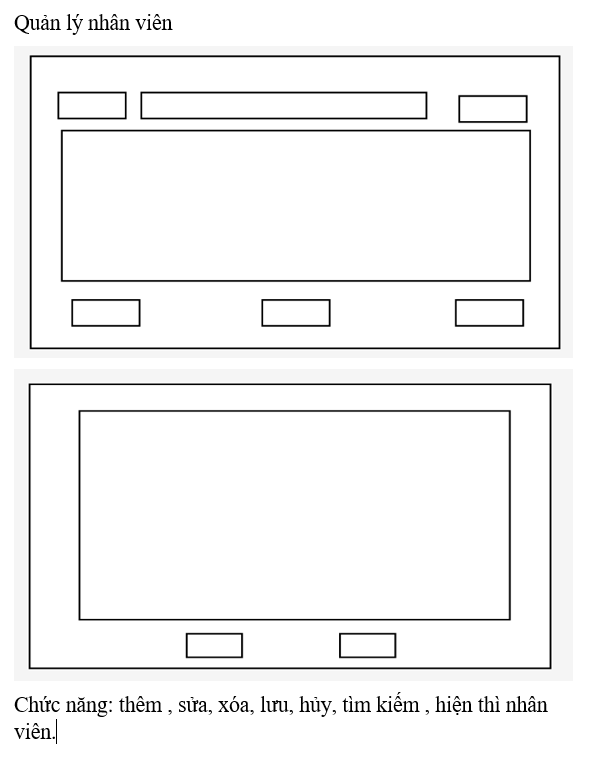 Quản lý nhân viên
Chức năng: thêm , sửa, xóa, lưu, hủy, tìm kiếm , hiện thì nhân
viên.